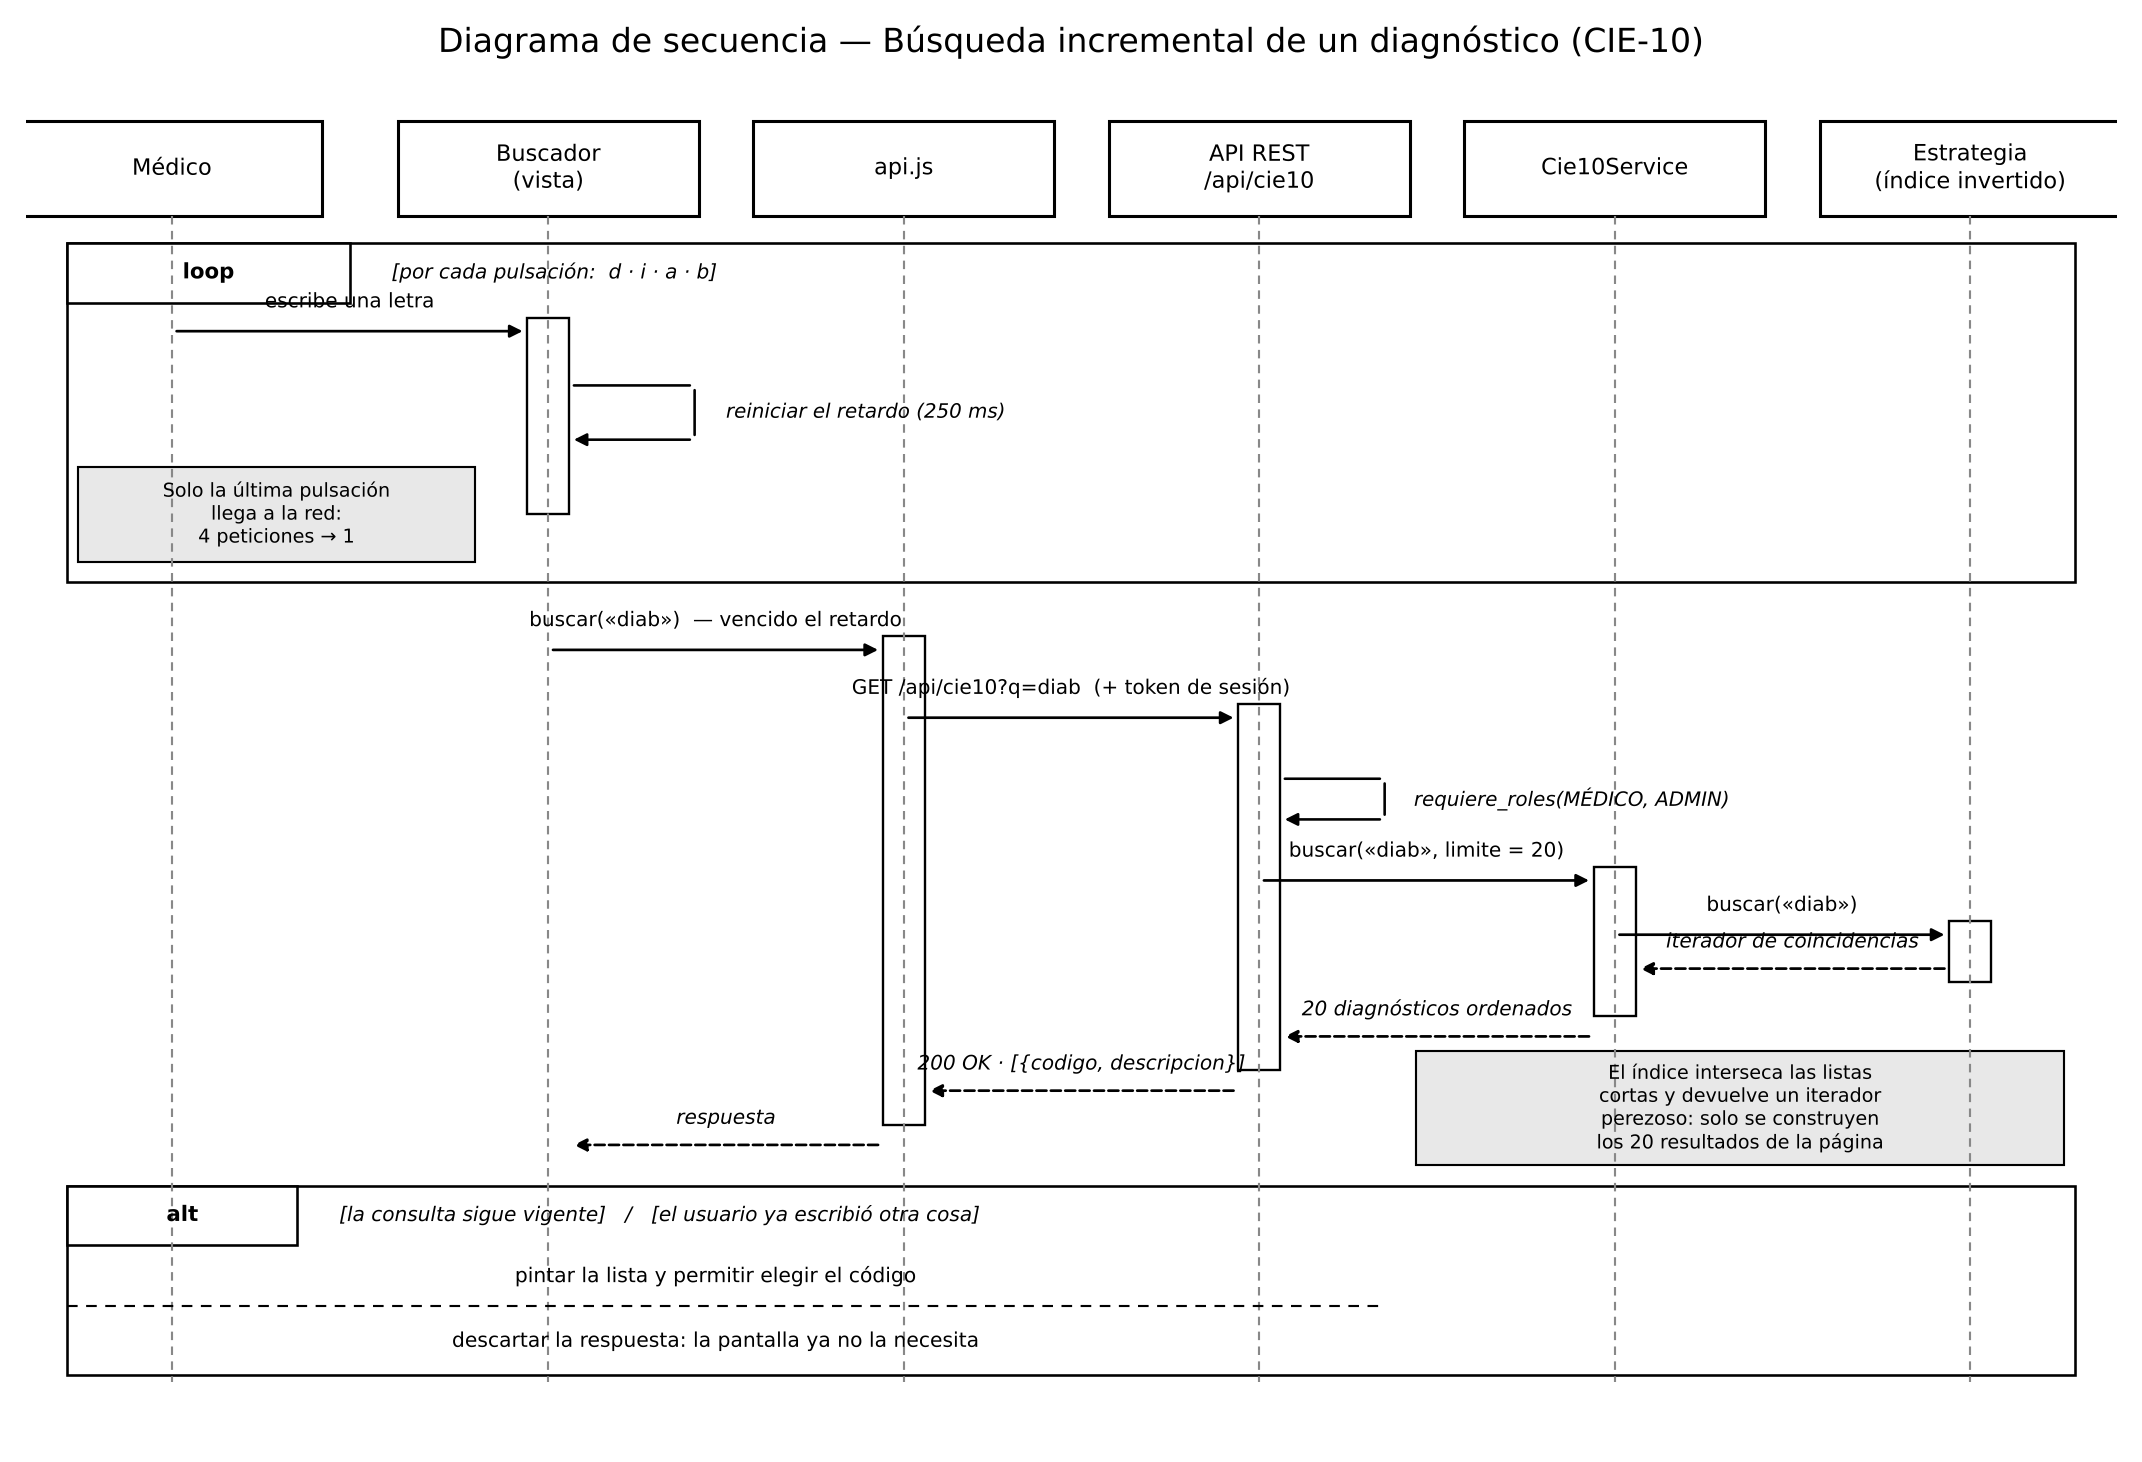 Diagrama de secuencia — Búsqueda incremental de un diagnóstico (CIE-10)
Médico
Buscador
(vista)
api.js
API REST
/api/cie10
Cie10Service
Estrategia
(índice invertido)
loop
[por cada pulsación:  d · i · a · b]
escribe una letra
reiniciar el retardo (250 ms)
Solo la última pulsación
llega a la red:
4 peticiones → 1
buscar(«diab»)  — vencido el retardo
GET /api/cie10?q=diab  (+ token de sesión)
requiere_roles(MÉDICO, ADMIN)
buscar(«diab», limite = 20)
buscar(«diab»)
iterador de coincidencias
20 diagnósticos ordenados
200 OK · [{codigo, descripcion}]
El índice interseca las listas
cortas y devuelve un iterador
perezoso: solo se construyen
los 20 resultados de la página
respuesta
alt
[la consulta sigue vigente]   /   [el usuario ya escribió otra cosa]
pintar la lista y permitir elegir el código
descartar la respuesta: la pantalla ya no la necesita